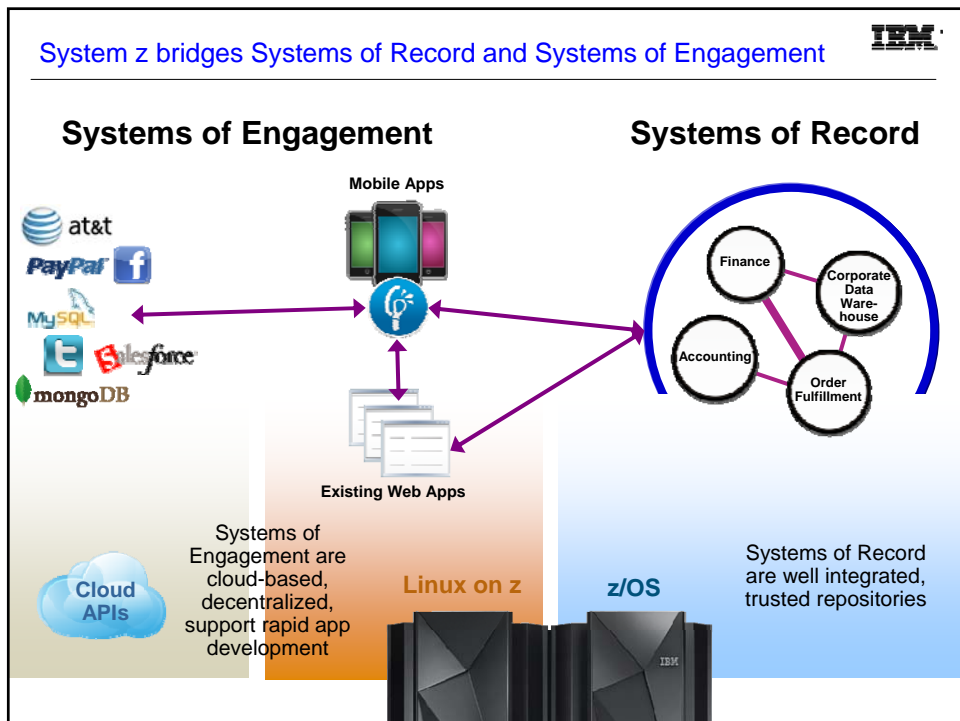 System z bridges Systems of Record and Systems of Engagement
IBM
Systems of Engagement
Systems of Record
Mobile Apps
at&t
PayPal
f
MySQL
t
Salesforce
mongoDB
Finance
Corporate
Data
Ware-
house
Accounting
Order
Fulfillment
Existing Web Apps
Cloud
APIs
Systems of
Engagement are
cloud-based,
decentralized,
support rapid app
development
Linux on z
z/OS
Systems of Record
are well integrated,
trusted repositories
IBM